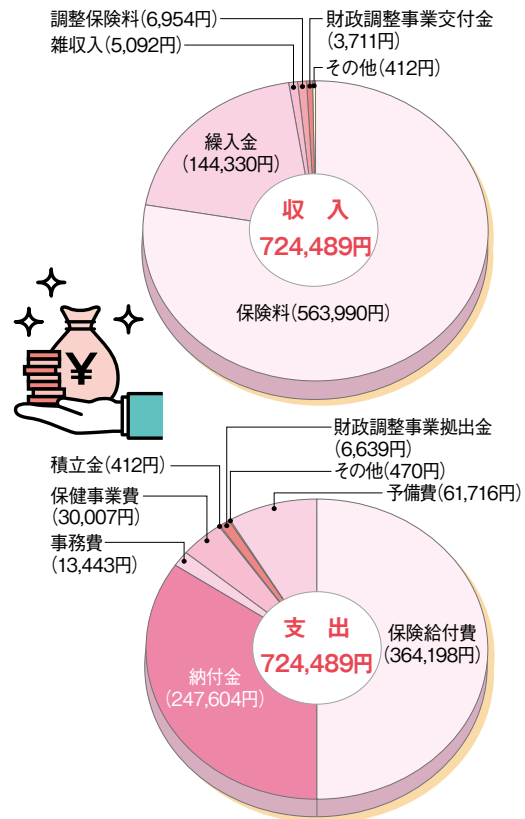 調整保険料(6,954円)
雑収入(5,092円)
財政調整事業交付金
(3,711円)
その他(412円)
繰入金
(144,330円)
収 入
724,489円
保険料(563,990円)
¥
財政調整事業拠出金
(6,639円)
積立金(412円)
その他(470円)
保健事業費
(30,007円)
予備費(61,716円)
事務費
(13,443円)
支 出
724,489円
保険給付費
(364,198円)
納付金
(247,604円)